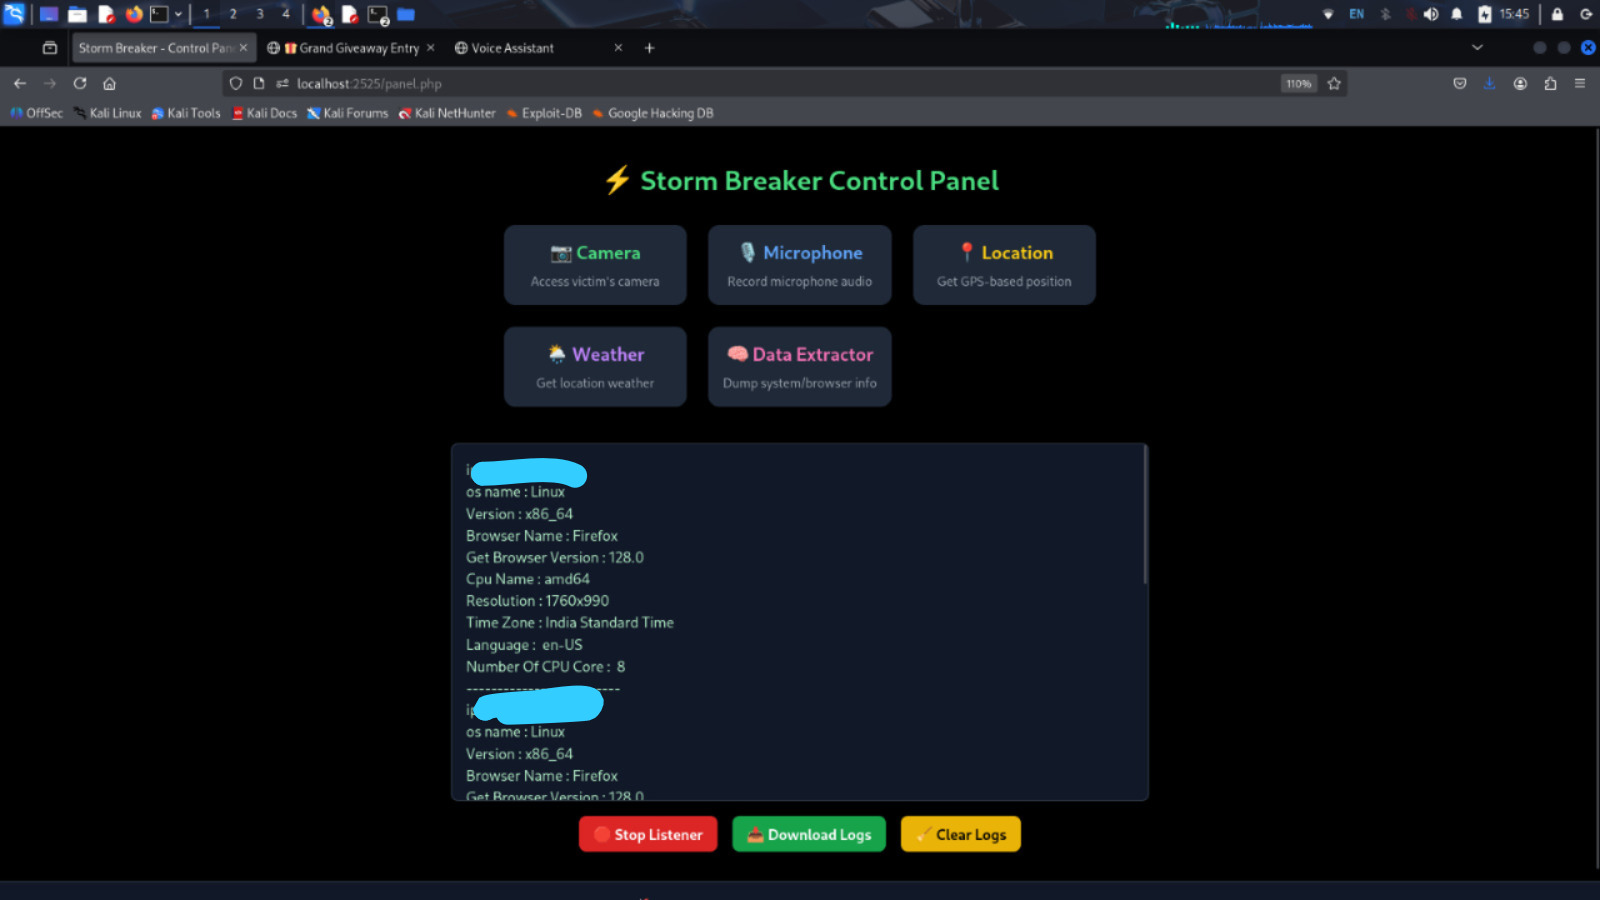 1 2 3 4 2 2 EN 15:45
Storm Breaker - Control Pan Grand Giveaway Entry Voice Assistant
localhost:2525/panel.php 110%
OffSec Kali Linux Kali Tools Kali Docs Kali Forums Kali NetHunter Exploit-DB Google Hacking DB
⚡ Storm Breaker Control Panel
📷 Camera
Access victim's camera
🎙️ Microphone
Record microphone audio
📍 Location
Get GPS-based position
🌦️ Weather
Get location weather
🧠 Data Extractor
Dump system/browser info
os name : Linux
Version : x86_64
Browser Name : Firefox
Get Browser Version : 128.0
Cpu Name : amd64
Resolution : 1760x990
Time Zone : India Standard Time
Language : en-US
Number Of CPU Core : 8
--------------------------
ip
os name : Linux
Version : x86_64
Browser Name : Firefox
Get Browser Version : 128.0
🛑 Stop Listener 📥 Download Logs 🧹 Clear Logs